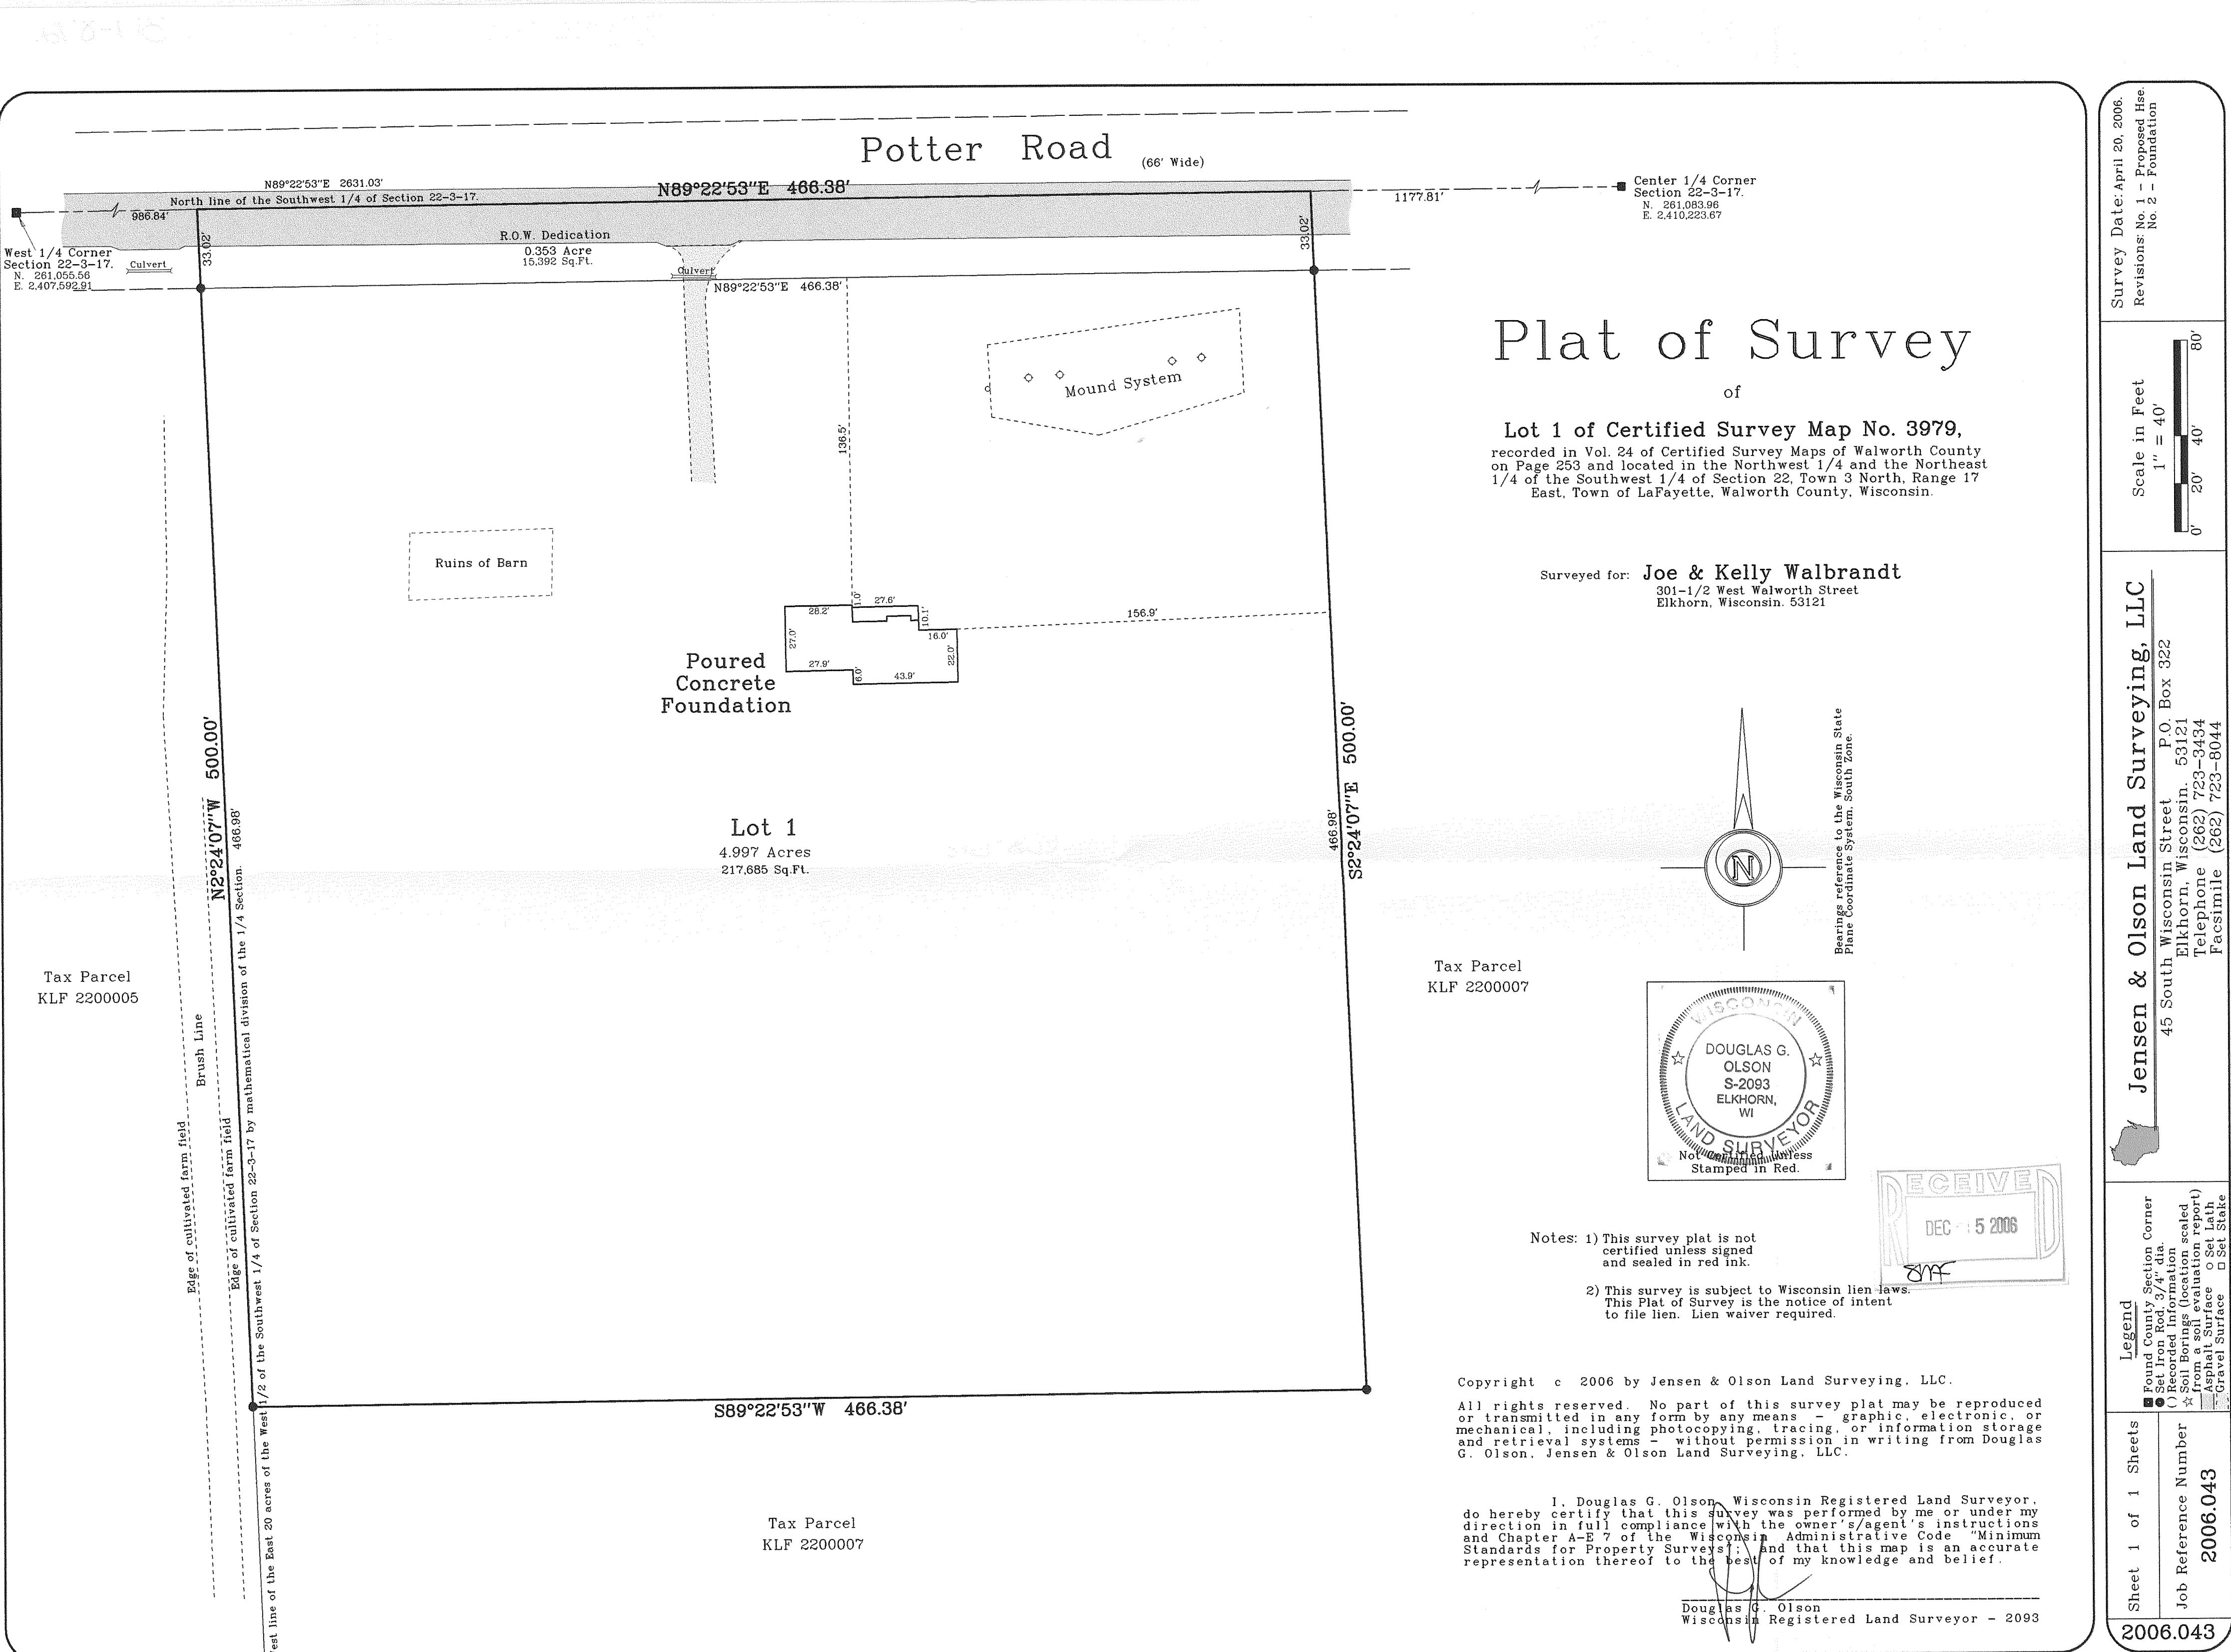 Potter Road
(66' Wide)
N89°22'53"E 2631.03'
N89°22'53"E 466.38'
North line of the Southwest 1/4 of Section 22-3-17.
986.84'
1177.81'
Center 1/4 Corner
Section 22-3-17.
N. 261,083.96
E. 2,410,223.67
West 1/4 Corner
Section 22-3-17.
N. 261,055.56
E. 2,407,592.91
Culvert
33.02'
R.O.W. Dedication
0.353 Acre
15,392 Sq.Ft.
Culvert
33.02'
N89°22'53"E 466.38'
136.5'
Mound System
Ruins of Barn
28.2'
1.0'
27.6'
10.1'
16.0'
27.0'
22.0'
27.9'
6.0'
43.9'
156.9'
Poured
Concrete
Foundation
Lot 1
4.997 Acres
217,685 Sq.Ft.
N2°24'07"W 500.00'
466.98'
S2°24'07"E 500.00'
466.98'
Tax Parcel
KLF 2200005
Brush Line
Edge of cultivated farm field
Edge of cultivated farm field
est line of the East 20 acres of the West 1/2 of the Southwest 1/4 of Section 22-3-17 by mathematical division of the 1/4 Section.
S89°22'53"W 466.38'
Tax Parcel
KLF 2200007
Tax Parcel
KLF 2200007
Plat of Survey
of
Lot 1 of Certified Survey Map No. 3979,
recorded in Vol. 24 of Certified Survey Maps of Walworth County
on Page 253 and located in the Northwest 1/4 and the Northeast
1/4 of the Southwest 1/4 of Section 22, Town 3 North, Range 17
East, Town of LaFayette, Walworth County, Wisconsin.
Surveyed for: Joe & Kelly Walbrandt
301-1/2 West Walworth Street
Elkhorn, Wisconsin. 53121
N
Bearings reference to the Wisconsin State
Plane Coordinate System, South Zone.
WISCONSIN
DOUGLAS G.
OLSON
S-2093
ELKHORN,
WI
LAND SURVEYOR
Not Certified Unless
Stamped in Red.
RECEIVED
DEC 15 2006
Notes: 1) This survey plat is not
certified unless signed
and sealed in red ink.
2) This survey is subject to Wisconsin lien laws.
This Plat of Survey is the notice of intent
to file lien. Lien waiver required.
Copyright c 2006 by Jensen & Olson Land Surveying, LLC.
All rights reserved. No part of this survey plat may be reproduced
or transmitted in any form by any means - graphic, electronic, or
mechanical, including photocopying, tracing, or information storage
and retrieval systems - without permission in writing from Douglas
G. Olson, Jensen & Olson Land Surveying, LLC.
I, Douglas G. Olson, Wisconsin Registered Land Surveyor,
do hereby certify that this survey was performed by me or under my
direction in full compliance with the owner's/agent's instructions
and Chapter A-E 7 of the Wisconsin Administrative Code "Minimum
Standards for Property Surveys"; and that this map is an accurate
representation thereof to the best of my knowledge and belief.
Douglas G. Olson
Wisconsin Registered Land Surveyor - 2093
Survey Date: April 20, 2006.
Revisions: No. 1 - Proposed Hse.
No. 2 - Foundation
Scale in Feet
1" = 40'
0' 20' 40' 80'
Jensen & Olson Land Surveying, LLC
45 South Wisconsin Street P.O. Box 322
Elkhorn, Wisconsin. 53121
Telephone (262) 723-3434
Facsimile (262) 723-8044
Legend
Found County Section Corner
Set Iron Rod, 3/4" dia.
( ) Recorded Information
Soil Borings (location scaled
from a soil evaluation report)
Asphalt Surface Set Lath
Gravel Surface Set Stake
Sheet 1 of 1 Sheets
Job Reference Number
2006.043
2006.043